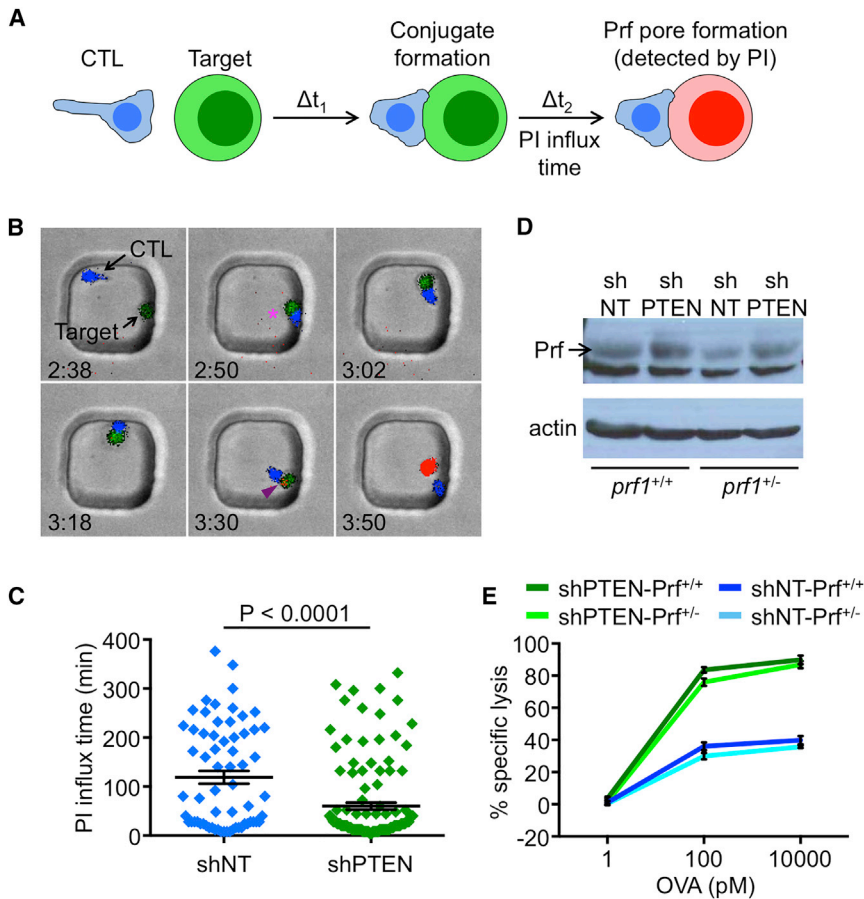 A
CTL
Target
Δt1
Conjugate
formation
Δt2
PI influx
time
Prf pore formation
(detected by PI)
B
CTL
Target
2:38
*
2:50
3:02
3:18
3:30
3:50
D
sh
NT
sh
PTEN
sh
NT
sh
PTEN
Prf
actin
prf1+/+
prf1+/-
C
P < 0.0001
PI influx time (min)
400
300
200
100
0
shNT
shPTEN
E
shPTEN-Prf+/+
shPTEN-Prf+/-
shNT-Prf+/+
shNT-Prf+/-
% specific lysis
100
80
60
40
20
0
-20
1
100
10000
OVA (pM)